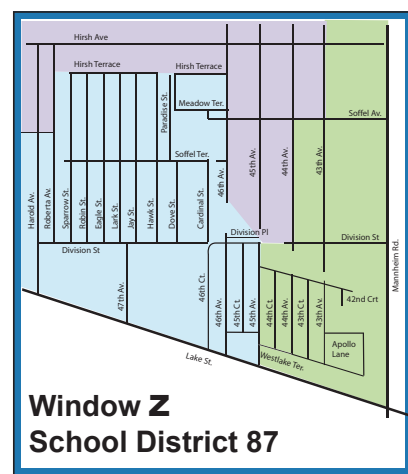 Hirsh Ave
Hirsh Terrace
Hirsh Terrace
Paradise St.
Meadow Ter.
Soffel Av.
Soffel Ter.
46th Av.
45th Av.
44th Av.
43th Av.
Harold Av.
Roberta Av.
Sparrow St.
Robin St.
Eagle St.
Lark St.
Jay St.
Hawk St.
Dove St.
Cardinal St.
Mannheim Rd.
Division Pl
Division St
Division St
47th Av.
46th Ct.
46th Av.
45th Ct.
45th Av.
44th Ct.
44th Av.
43th Ct.
43th Av.
42nd Crt
Lake St.
Westlake Ter.
Apollo
Lane
Window Z
School District 87